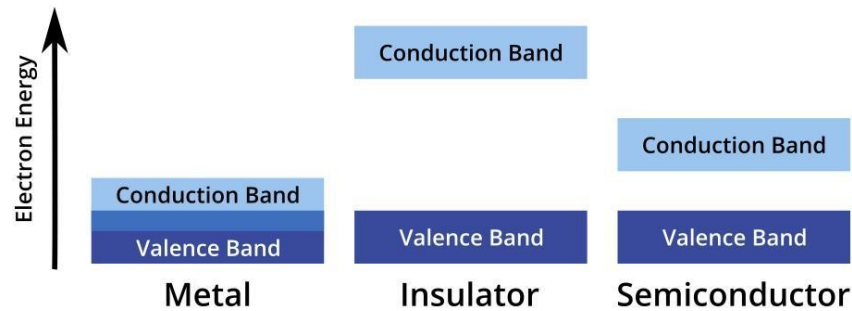 Electron Energy
Conduction Band
Valence Band
Metal
Conduction Band
Valence Band
Insulator
Conduction Band
Valence Band
Semiconductor